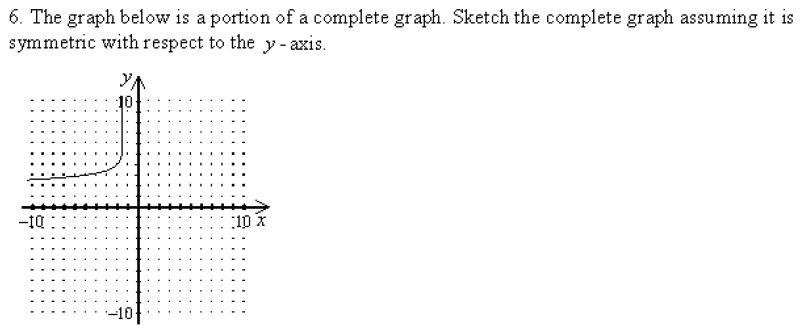 6. The graph below is a portion of a complete graph. Sketch the complete graph assuming it is
symmetric with respect to the y - axis.
y
10
-10
10 x
-10